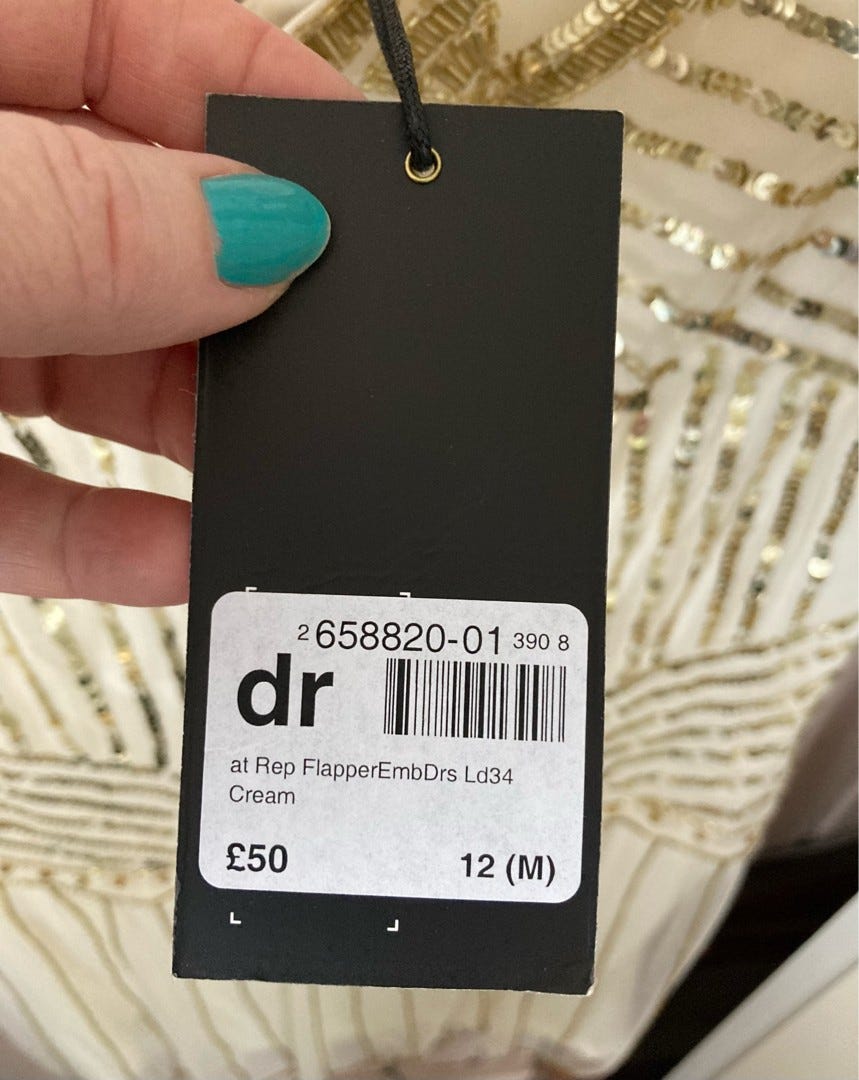 2 658820-01 390 8
dr
at Rep FlapperEmbDrs Ld34
Cream
£50 12 (M)